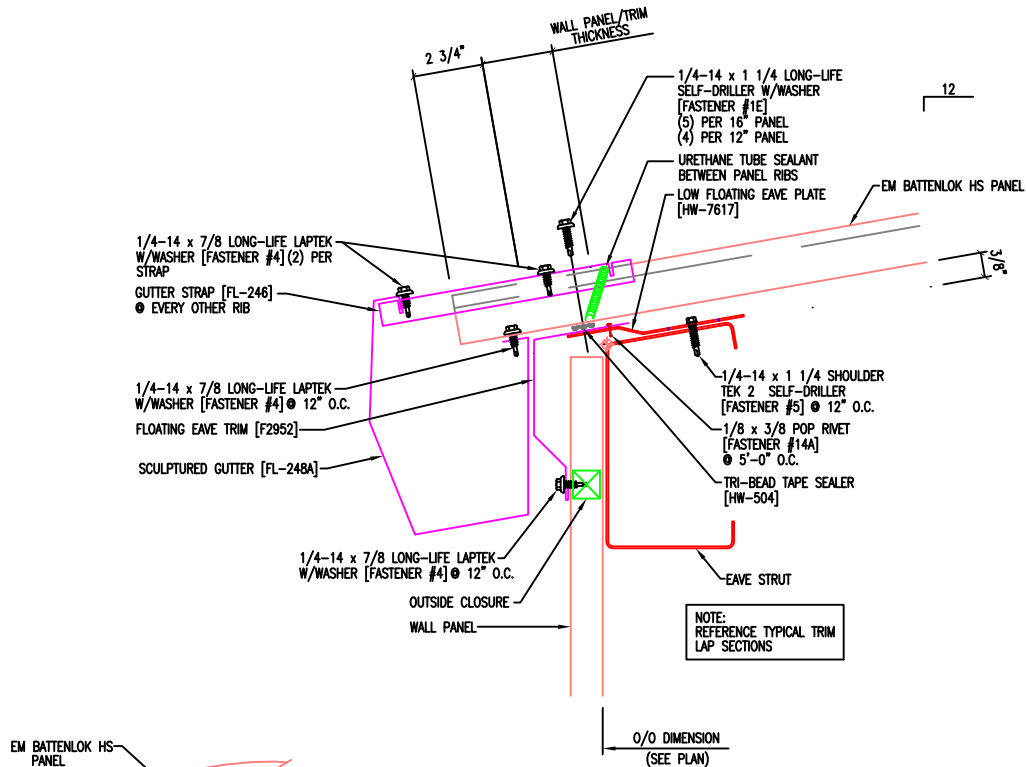 WALL PANEL/TRIM
THICKNESS
2 3/4"
1/4-14 x 1 1/4 LONG-LIFE
SELF-DRILLER W/WASHER
[FASTENER #1E]
(5) PER 16" PANEL
(4) PER 12" PANEL
12
URETHANE TUBE SEALANT
BETWEEN PANEL RIBS
LOW FLOATING EAVE PLATE
[HW-7617]
EM BATTENLOK HS PANEL
3/8"
1/4-14 x 7/8 LONG-LIFE LAPTEK
W/WASHER [FASTENER #4] (2) PER
STRAP
GUTTER STRAP [FL-246]
@ EVERY OTHER RIB
1/4-14 x 7/8 LONG-LIFE LAPTEK
W/WASHER [FASTENER #4] @ 12" O.C.
FLOATING EAVE TRIM [F2952]
SCULPTURED GUTTER [FL-248A]
1/4-14 x 1 1/4 SHOULDER
TEK 2 SELF-DRILLER
[FASTENER #5] @ 12" O.C.
1/8 x 3/8 POP RIVET
[FASTENER #14A]
@ 5'-0" O.C.
TRI-BEAD TAPE SEALER
[HW-504]
1/4-14 x 7/8 LONG-LIFE LAPTEK
W/WASHER [FASTENER #4] @ 12" O.C.
OUTSIDE CLOSURE
WALL PANEL
EAVE STRUT
NOTE:
REFERENCE TYPICAL TRIM
LAP SECTIONS
O/O DIMENSION
(SEE PLAN)
EM BATTENLOK HS
PANEL